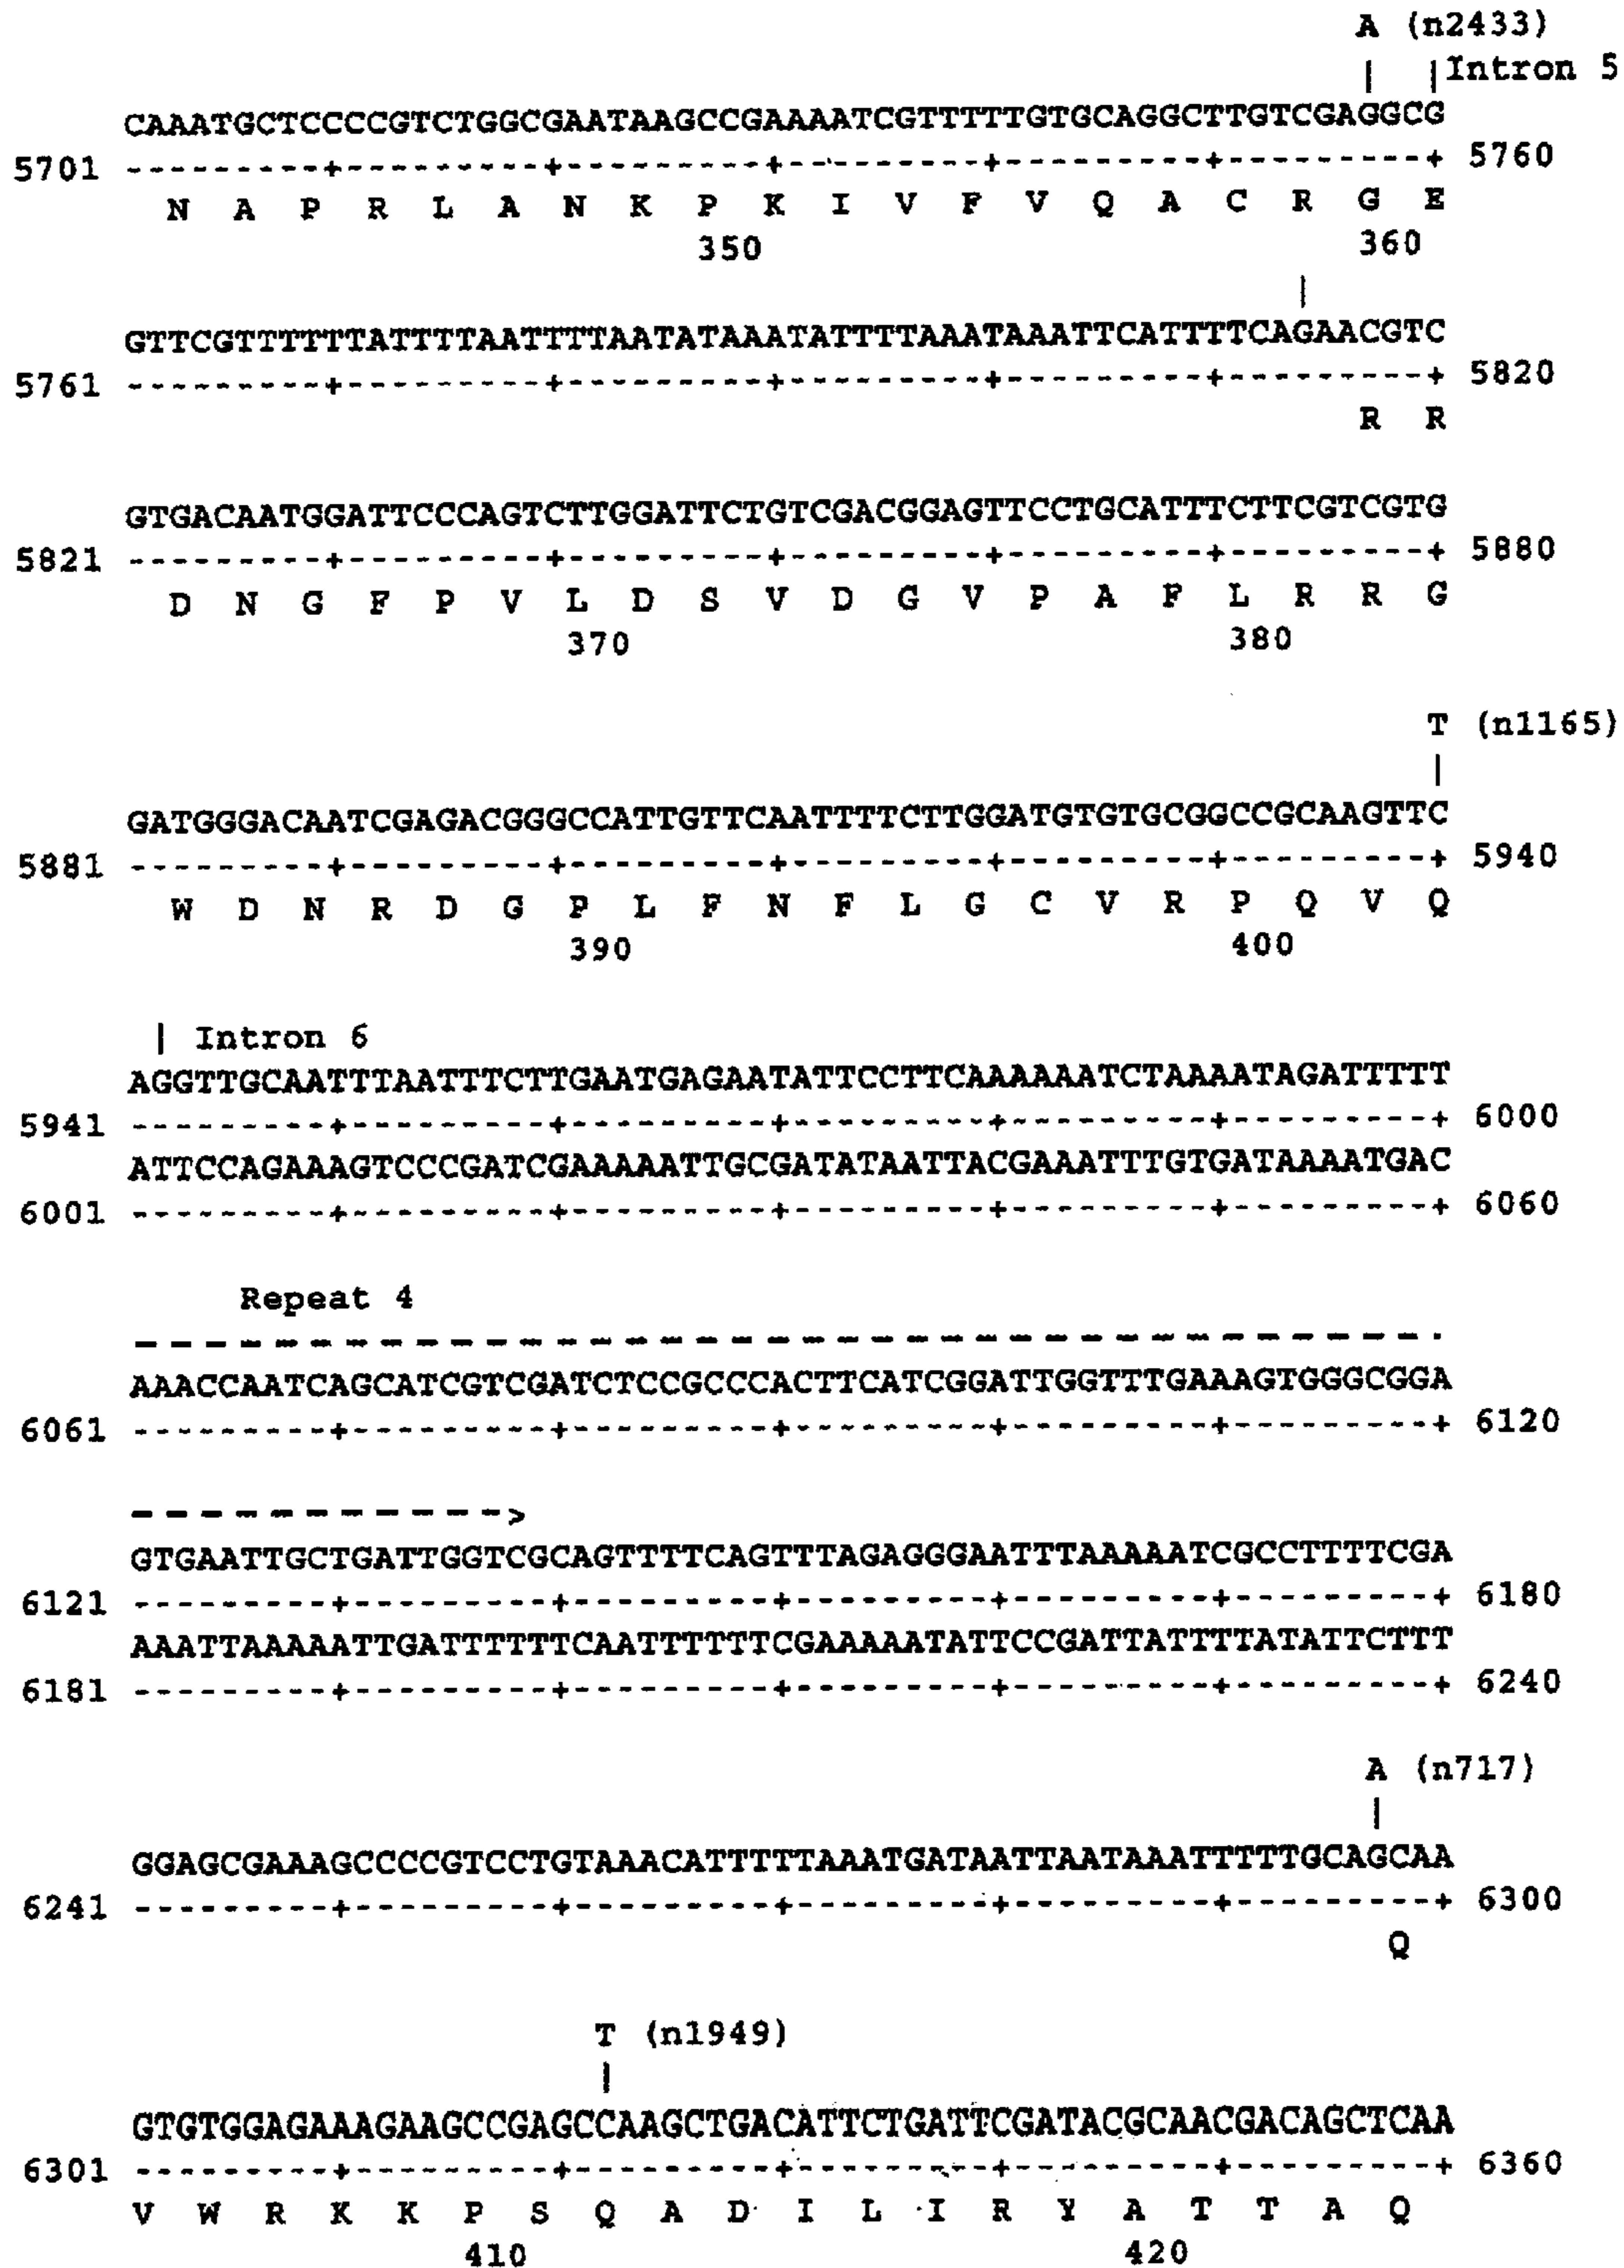 A (n2433)
| |Intron 5
CAAATGCTCCCCGTCTGGCGAATAAGCCGAAAATCGTTTTTGTGCAGGCTTGTCGAGGCG
5701 ---------+---------+---------+---------+---------+---------+ 5760
N A P R L A N K P K I V F V Q A C R G E
350 360
|
GTTCGTTTTTTATTTTAATTTTAATATAAATATTTTAAATAAATTCATTTTCAGAACGTC
5761 ---------+---------+---------+---------+---------+---------+ 5820
R R
GTGACAATGGATTCCCAGTCTTGGATTCTGTCGACGGAGTTCCTGCATTTCTTCGTCGTG
5821 ---------+---------+---------+---------+---------+---------+ 5880
D N G F P V L D S V D G V P A F L R R G
370 380
T (n1165)
|
GATGGGACAATCGAGACGGGCCATTGTTCAATTTTCTTGGATGTGTGCGGCCGCAAGTTC
5881 ---------+---------+---------+---------+---------+---------+ 5940
W D N R D G P L F N F L G C V R P Q V Q
390 400
| Intron 6
AGGTTGCAATTTAATTTCTTGAATGAGAATATTCCTTCAAAAAATCTAAAATAGATTTTT
5941 ---------+---------+---------+---------+---------+---------+ 6000
ATTCCAGAAAGTCCCGATCGAAAAATTGCGATATAATTACGAAATTTGTGATAAAATGAC
6001 ---------+---------+---------+---------+---------+---------+ 6060
Repeat 4
AAACCAATCAGCATCGTCGATCTCCGCCCACTTCATCGGATTGGTTTGAAAGTGGGCGGA
6061 ---------+---------+---------+---------+---------+---------+ 6120
- - - - - - - - - - ->
GTGAATTGCTGATTGGTCGCAGTTTTCAGTTTAGAGGGAATTTAAAAATCGCCTTTTCGA
6121 ---------+---------+---------+---------+---------+---------+ 6180
AAATTAAAAATTGATTTTTTCAATTTTTTCGAAAAATATTCCGATTATTTTATATTCTTT
6181 ---------+---------+---------+---------+---------+---------+ 6240
A (n717)
|
GGAGCGAAAGCCCCGTCCTGTAAACATTTTTAAATGATAATTAATAAATTTTTGCAGCAA
6241 ---------+---------+---------+---------+---------+---------+ 6300
Q
T (n1949)
|
GTGTGGAGAAAGAAGCCGAGCCAAGCTGACATTCTGATTCGATACGCAACGACAGCTCAA
6301 ---------+---------+---------+---------+---------+---------+ 6360
V W R K K P S Q A D I L I R Y A T T A Q
410 420